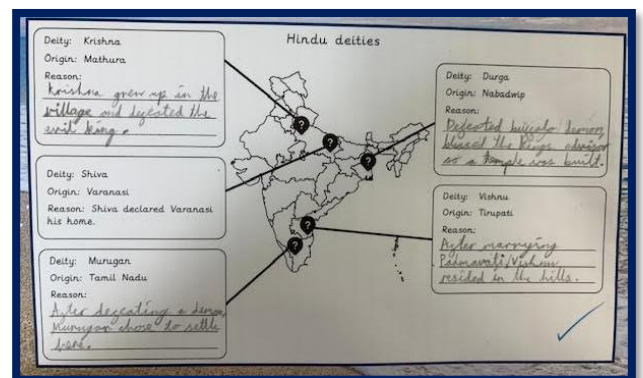 Hindu deities
Deity: Krishna
Origin: Mathura
Reason:
Krishna grew up in the
village and defeated the
evil king.
Deity: Shiva
Origin: Varanasi
Reason: Shiva declared Varanasi
his home.
Deity: Murugan
Origin: Tamil Nadu
Reason:
After defeating a demon,
Murugan chose to settle
here.
Deity: Durga
Origin: Nabadwip
Reason:
Defeated buffalo demon,
blessed the Kings advisor
so a temple was built.
Deity: Vishnu
Origin: Tirupati
Reason:
After marrying
Padmavati, Vishnu
resided in the hills.
?
?
?
?
?